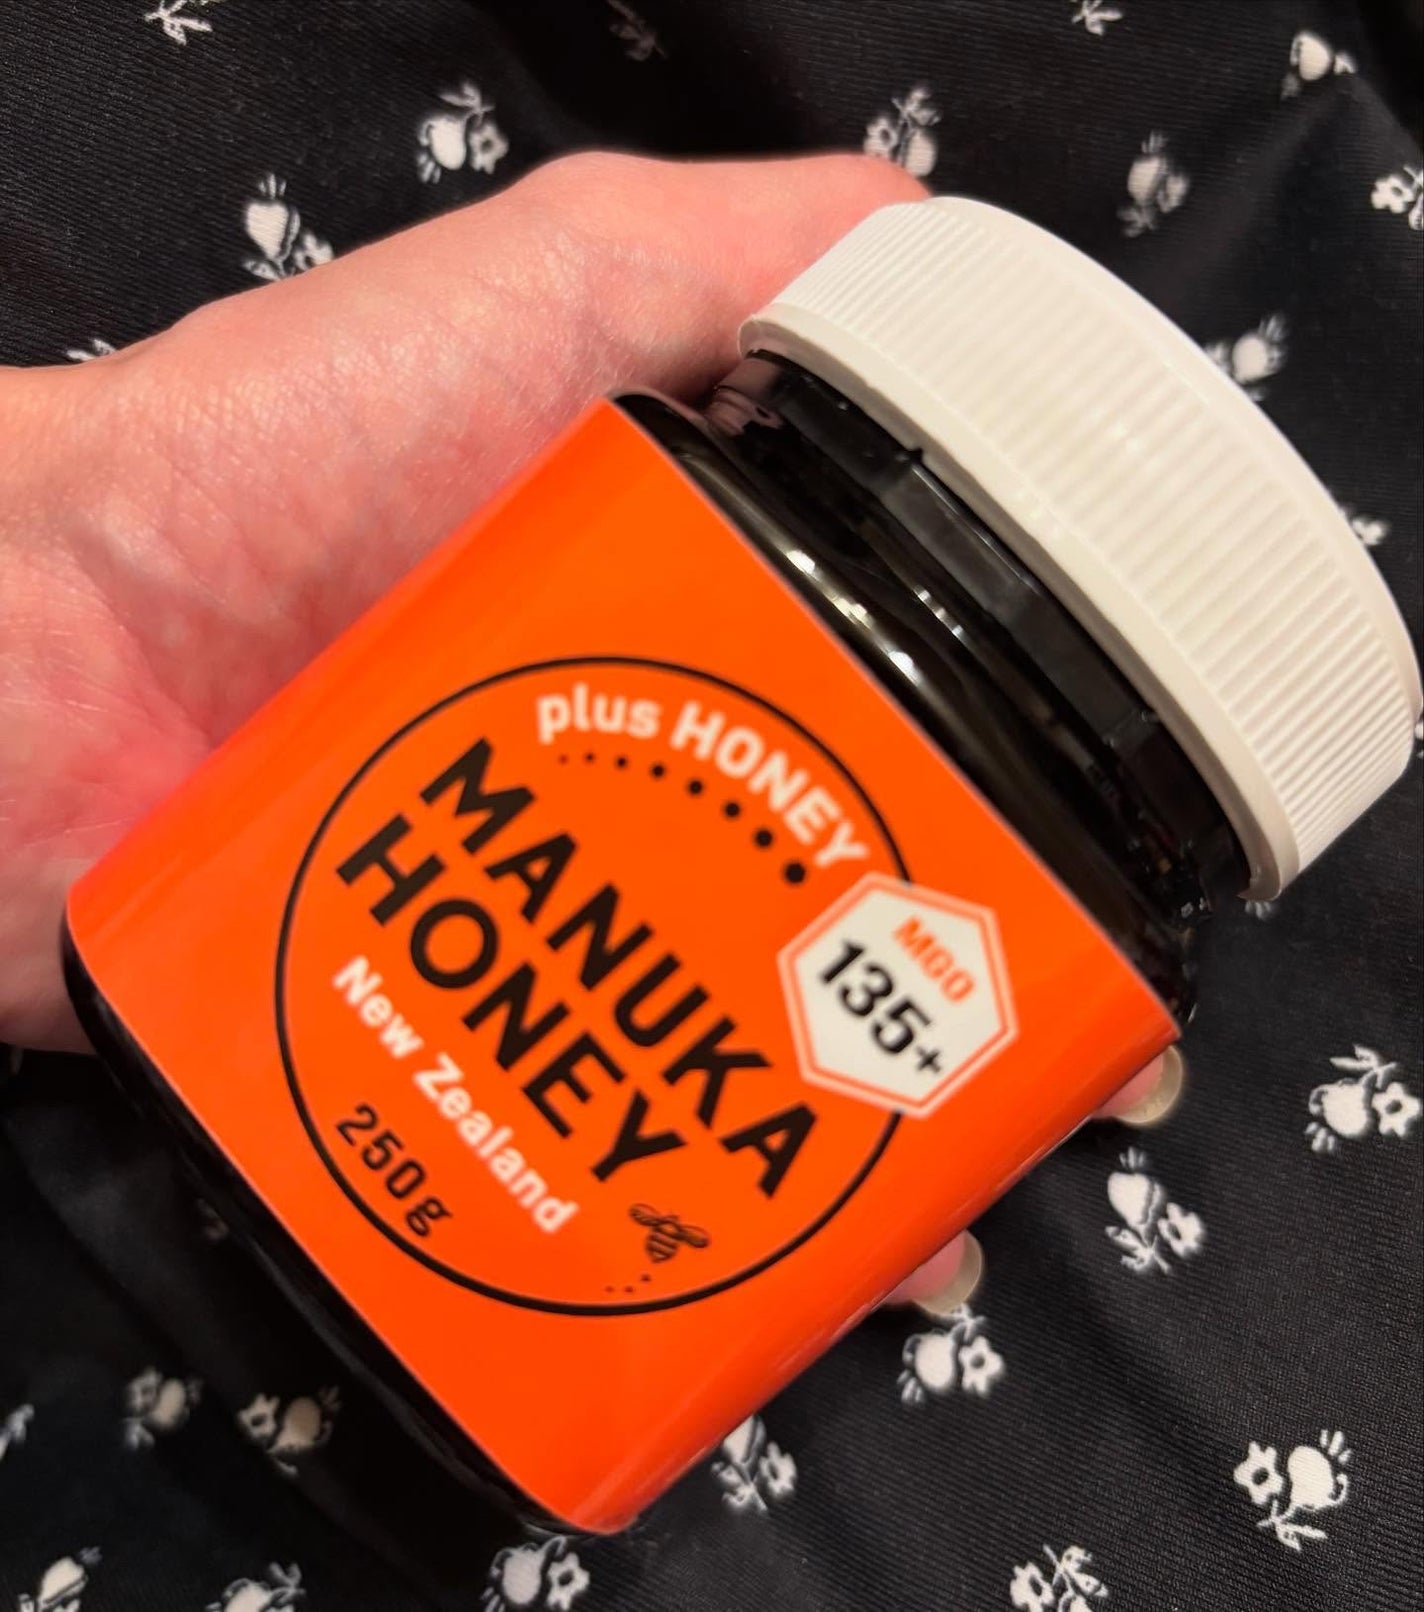 plus HONEY
MANUKA
HONEY
New Zealand
250g
MGO
135+